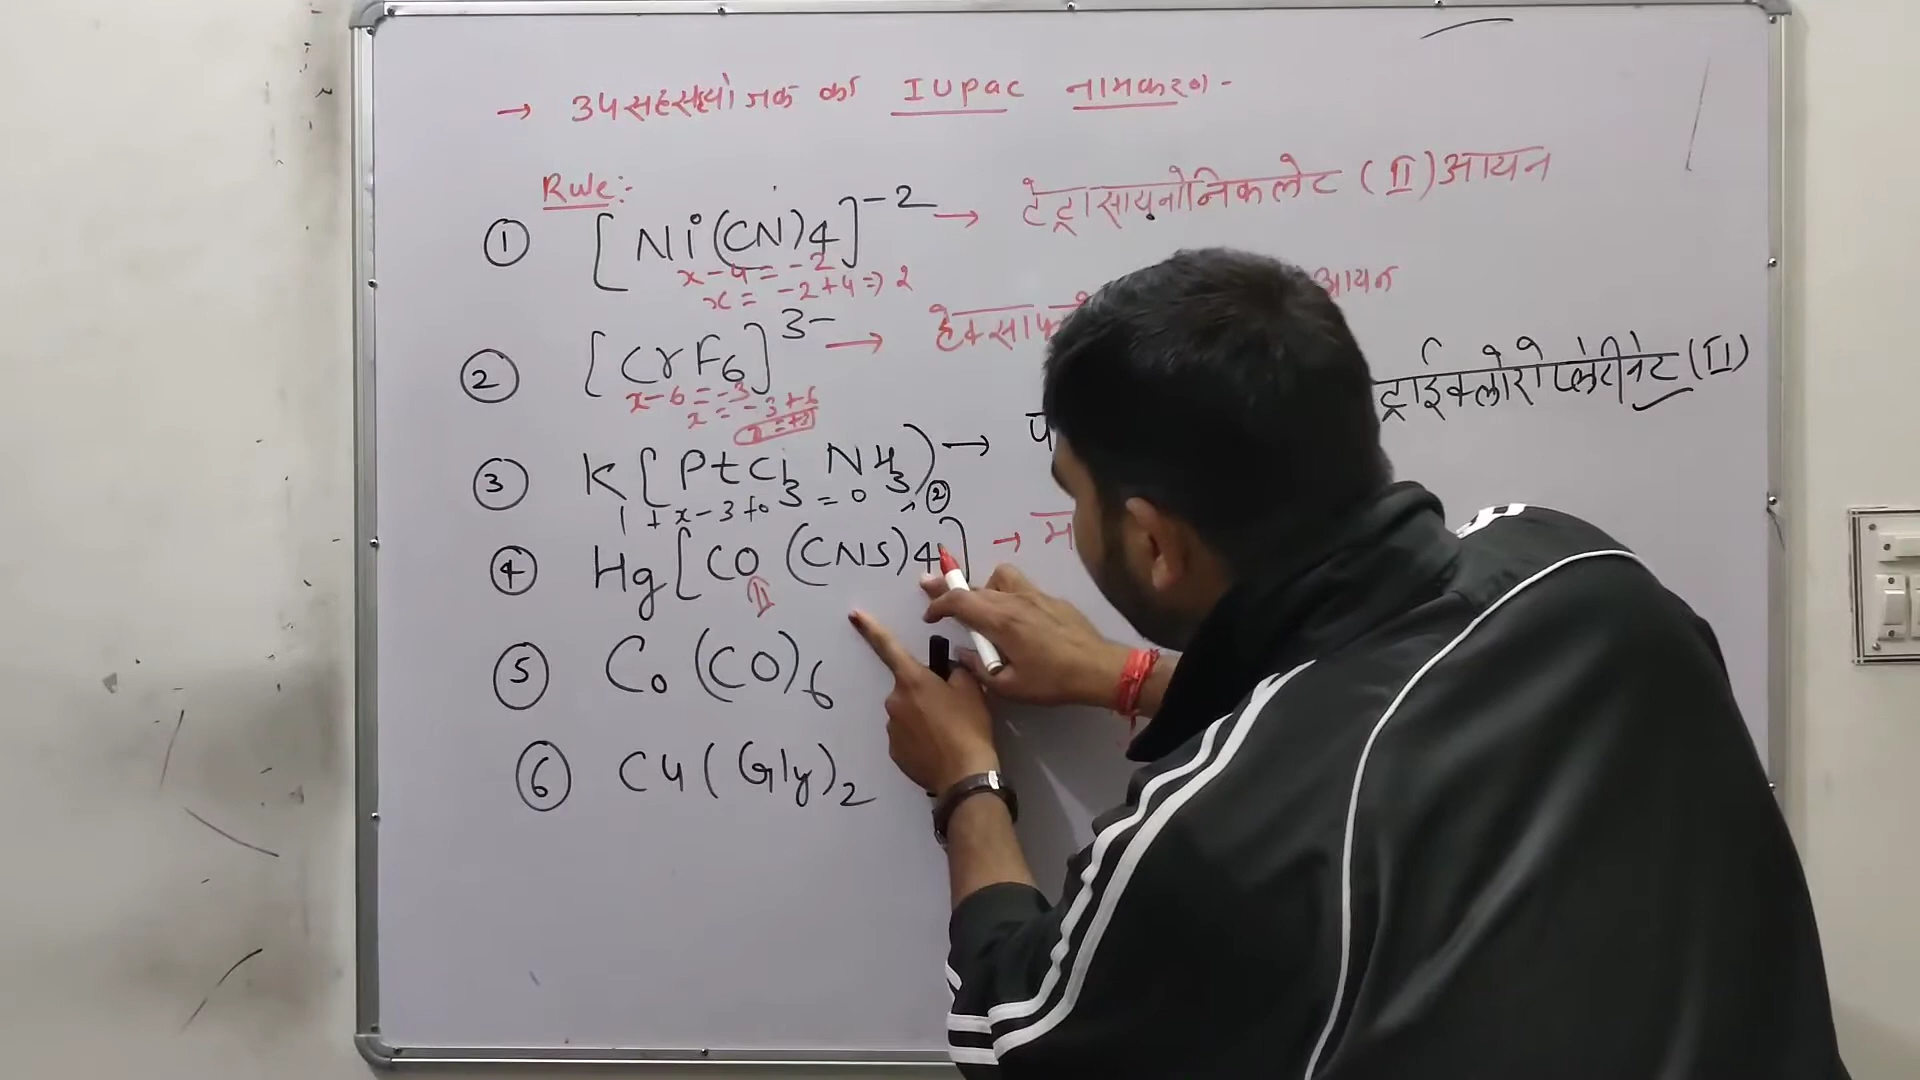 → उपसहसंयोजक का IUPAC नामकरण -
Rule:-
① [Ni(CN)4]⁻² → टेट्रासायनोनिकलेट (II) आयन
x-4 = -2
x = -2+4 ⇒ 2
② [CrF6]³⁻ → आयन
x-6 = -3
x = -3+6
③ K[PtCl3 NH3) → ट्राईक्लोरोप्लेटीनेट (II)
1 + x - 3 + 0 = 0, ②
④ Hg[CO (CNS)4] →
II
⑤ Co (CO)6
⑥ Cu (Gly)2